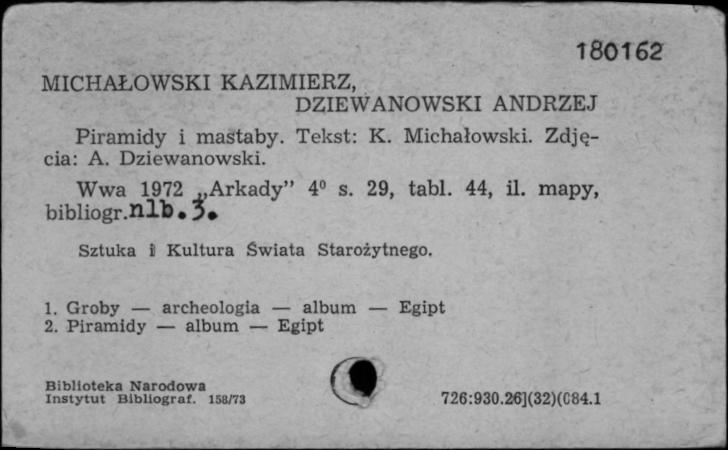 180162
MICHAŁOWSKI KAZIMIERZ,
DZIEWANOWSKI ANDRZEJ
Piramidy i mastaby. Tekst: K. Michałowski. Zdję-
cia: A. Dziewanowski.
Wwa 1972 „Arkady” 4⁰ s. 29, tabl. 44, il. mapy,
bibliogr.nlb.3.
Sztuka i Kultura Świata Starożytnego.
1. Groby — archeologia — album — Egipt
2. Piramidy — album — Egipt
Biblioteka Narodowa
Instytut Bibliograf. 158/73
726:930.26](32)(084.1